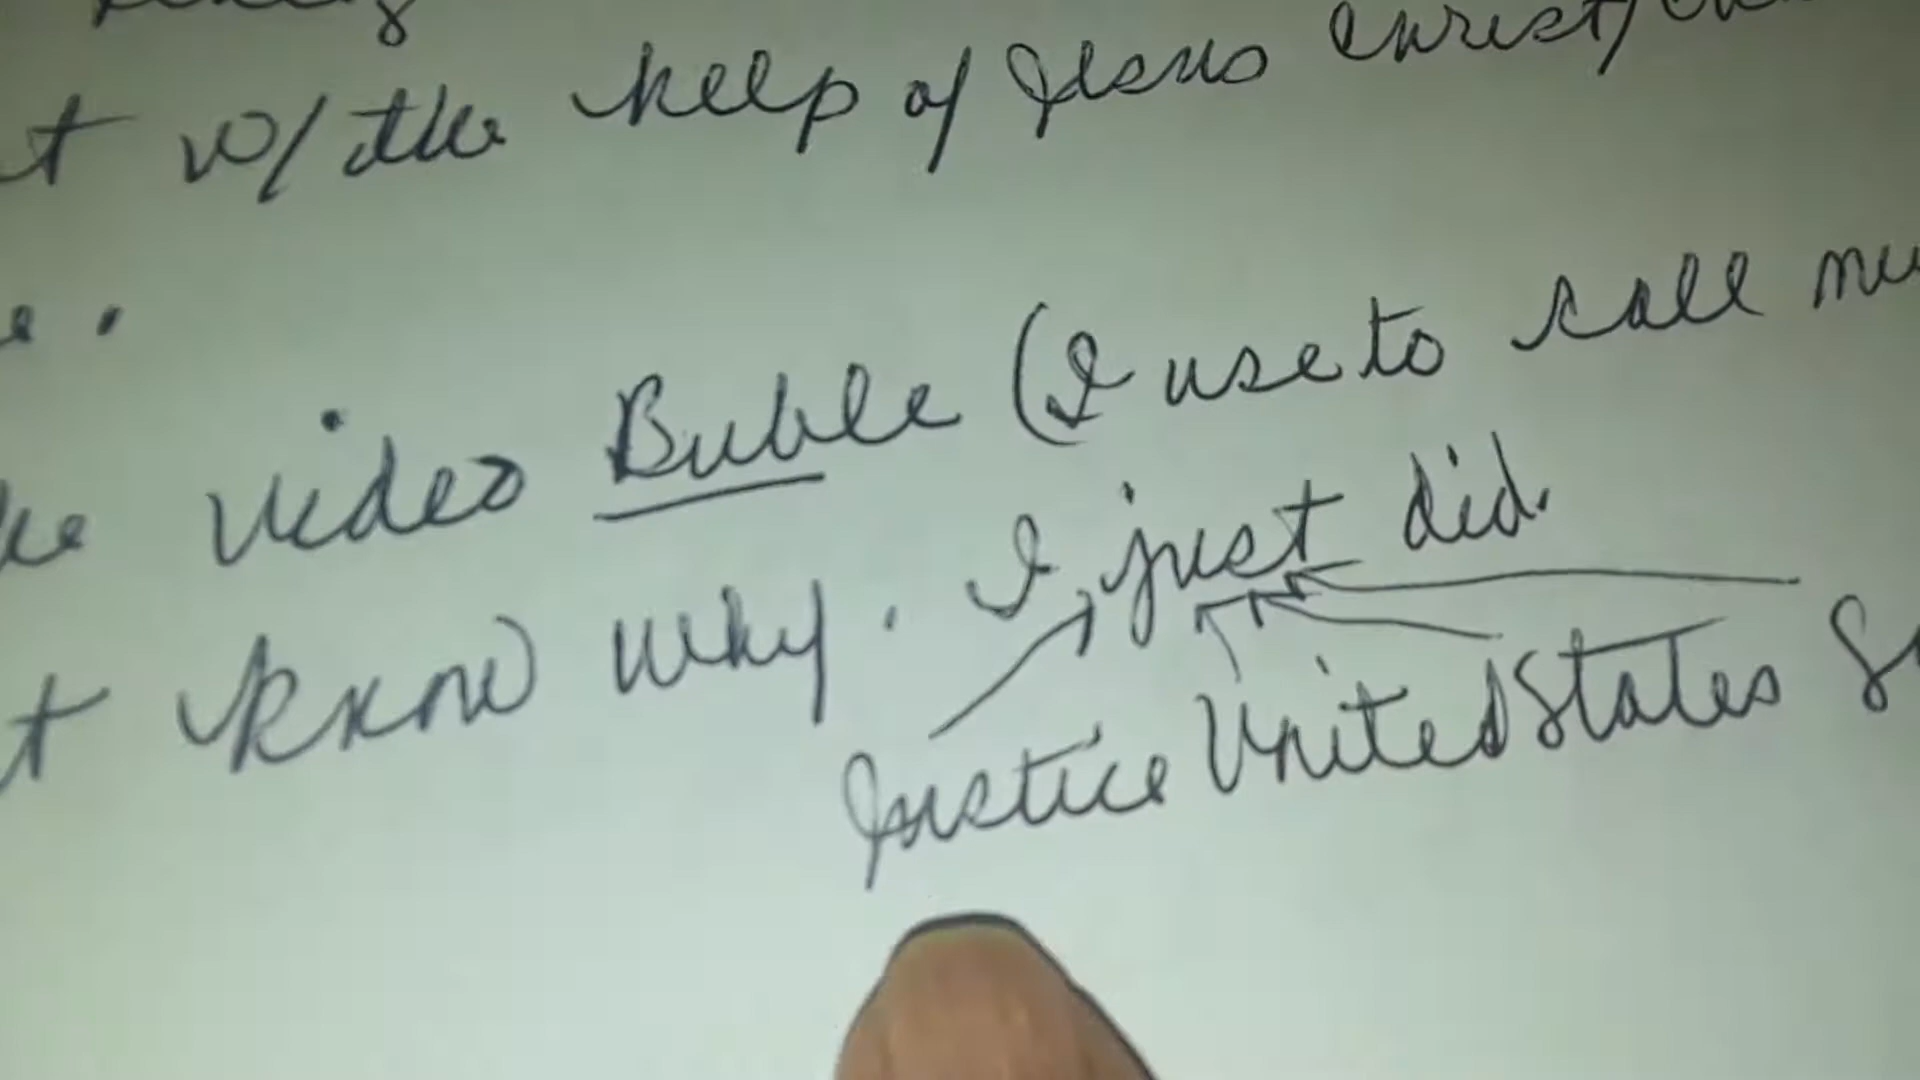 t w/ the help of Jesus Christ/
e.
video Buble (I use to call
t know why. I just did.
Justice United States